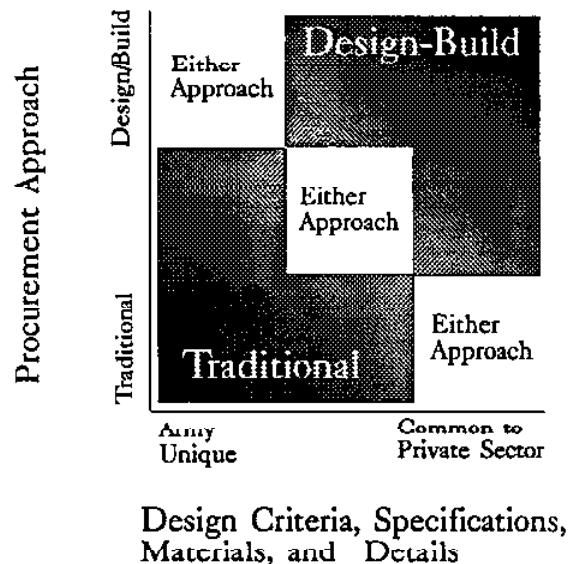 Procurement Approach
Design/Build
Traditional
Either
Approach
Design-Build
Either
Approach
Either
Approach
Traditional
Army
Unique
Common to
Private Sector
Design Criteria, Specifications,
Materials, and Details